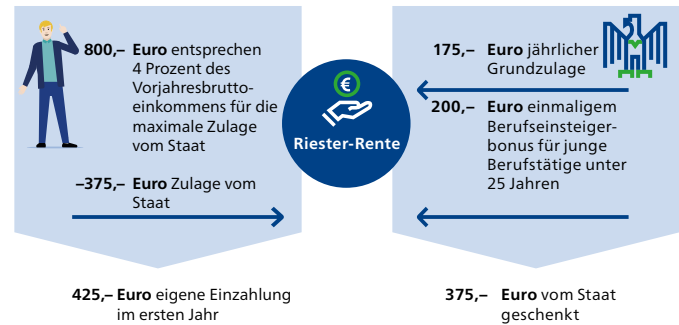 800,– Euro entsprechen
4 Prozent des
Vorjahresbrutto-
einkommens für die
maximale Zulage
vom Staat
–375,– Euro Zulage vom
Staat
425,– Euro eigene Einzahlung
im ersten Jahr
€
Riester-Rente
175,– Euro jährlicher
Grundzulage
200,– Euro einmaligem
Berufseinsteiger-
bonus für junge
Berufstätige unter
25 Jahren
375,– Euro vom Staat
geschenkt